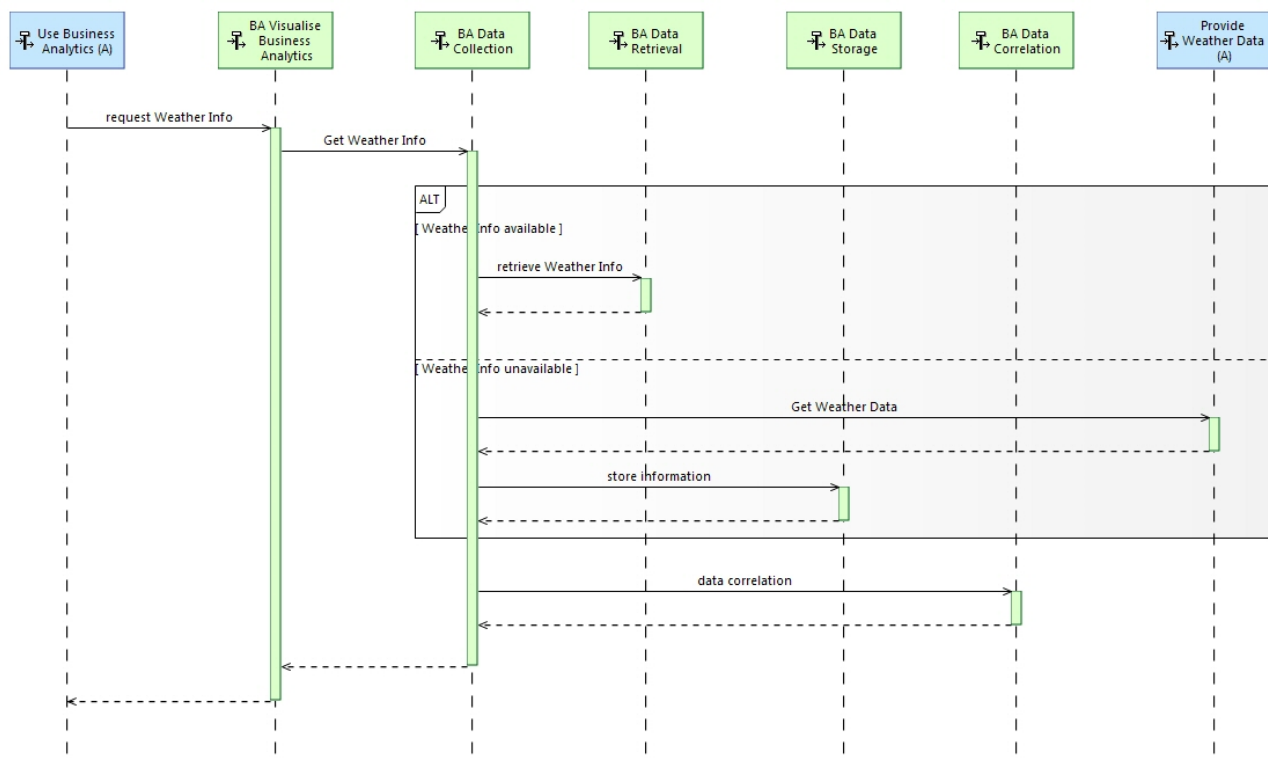 Use Business
Analytics (A)
BA Visualise
Business
Analytics
BA Data
Collection
BA Data
Retrieval
BA Data
Storage
BA Data
Correlation
Provide
Weather Data
(A)
request Weather Info
Get Weather Info
ALT
[ Weather Info available ]
retrieve Weather Info
[ Weather Info unavailable ]
Get Weather Data
store information
data correlation